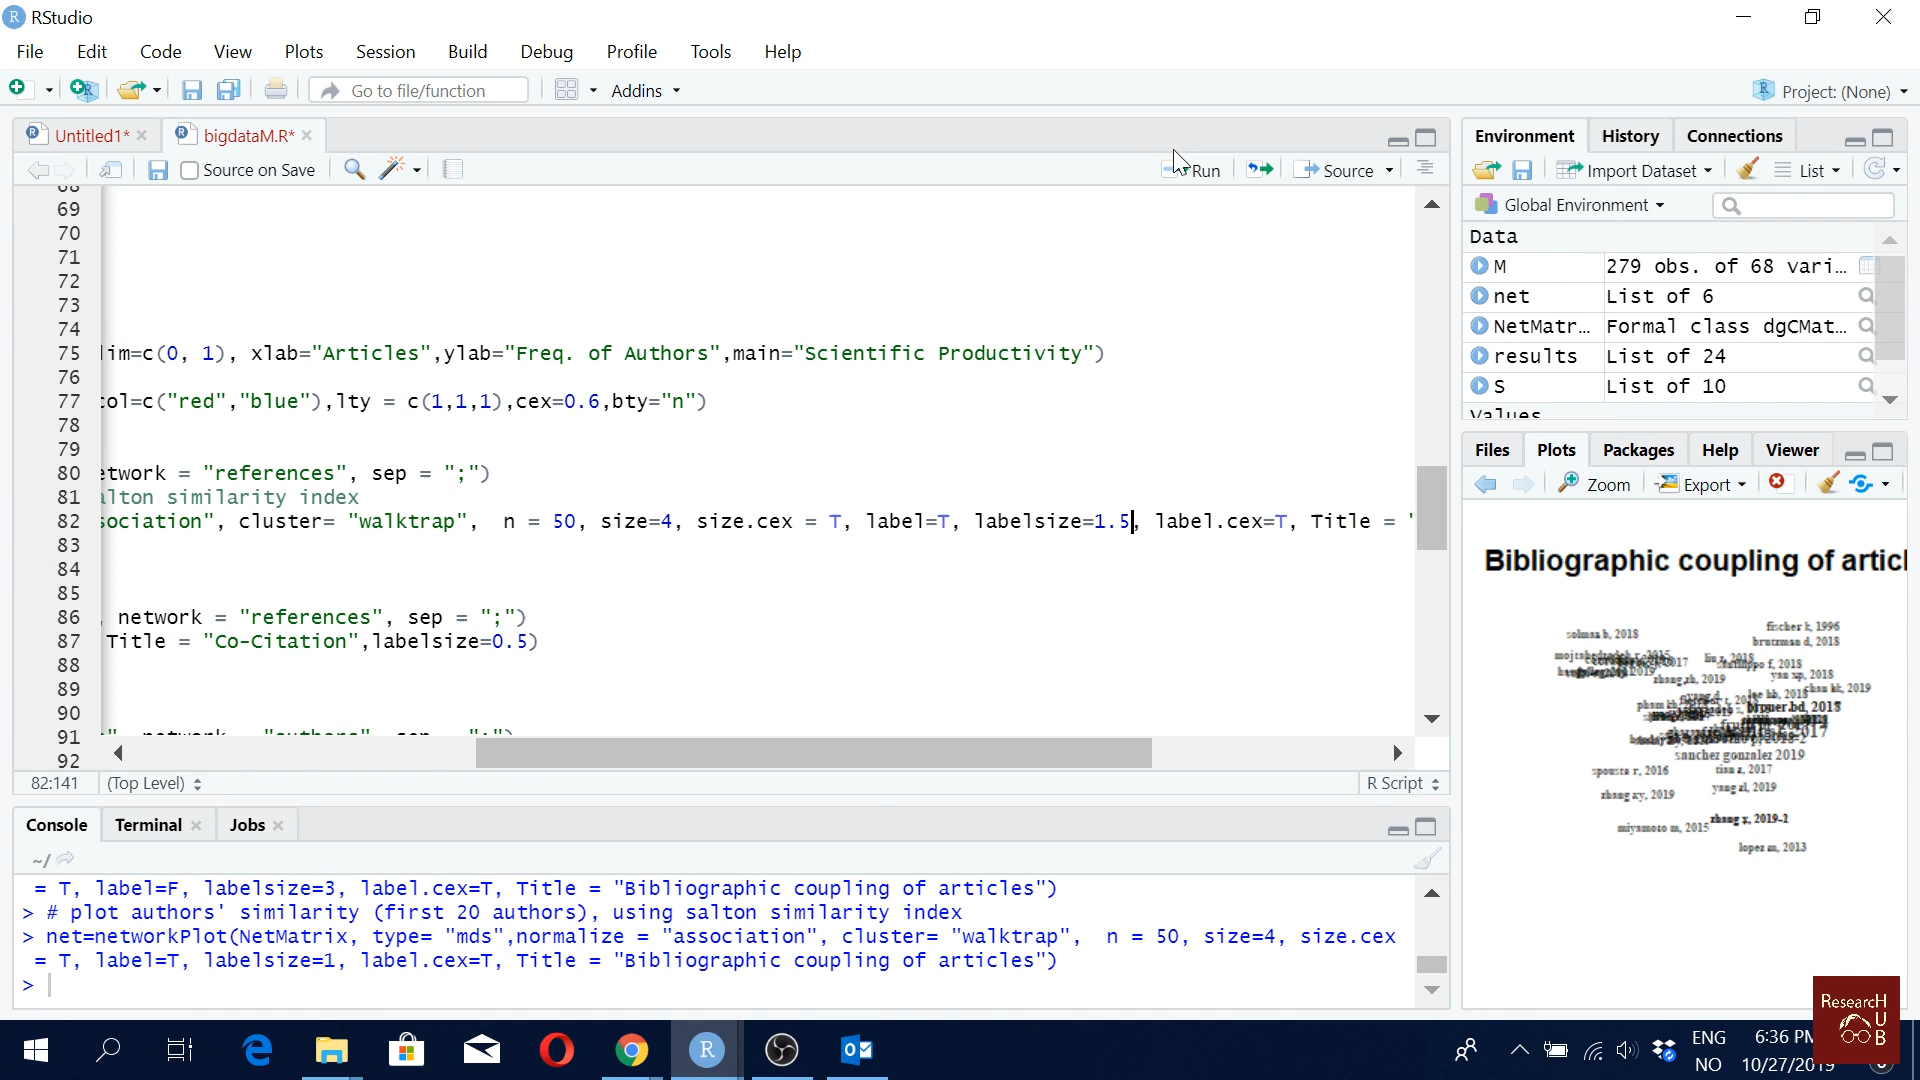 RStudio
File Edit Code View Plots Session Build Debug Profile Tools Help
Go to file/function Addins Project: (None)
Untitled1* bigdataM.R*
Source on Save Run Source
69
70
71
72
73
74
75 lim=c(0, 1), xlab="Articles",ylab="Freq. of Authors",main="Scientific Productivity")
76
77 col=c("red","blue"),lty = c(1,1,1),cex=0.6,bty="n")
78
79
80 etwork = "references", sep = ";")
81 alton similarity index
82 sociation", cluster= "walktrap",  n = 50, size=4, size.cex = T, label=T, labelsize=1.5, label.cex=T, Title = "
83
84
85
86 , network = "references", sep = ";")
87 Title = "Co-Citation",labelsize=0.5)
88
89
90
91
92
82:141 (Top Level) R Script
Console Terminal Jobs
~/
= T, label=F, labelsize=3, label.cex=T, Title = "Bibliographic coupling of articles")
> # plot authors' similarity (first 20 authors), using salton similarity index
> net=networkPlot(NetMatrix, type= "mds",normalize = "association", cluster= "walktrap",  n = 50, size=4, size.cex
= T, label=T, labelsize=1, label.cex=T, Title = "Bibliographic coupling of articles")
>
Environment History Connections
Import Dataset List
Global Environment
Data
M 279 obs. of 68 vari…
net List of 6
NetMatr… Formal class dgCMat…
results List of 24
S List of 10
Values
Files Plots Packages Help Viewer
Zoom Export
Bibliographic coupling of articl
fischer k, 1996
solmaz b, 2018
brutzman d, 2018
yan xp, 2018
zhang zh, 2019
chan kk, 2019
lee hb, 2018
brouer bd, 2018
sanchez gonzalez 2019
spousta r, 2016
tian z, 2017
yang zl, 2019
zhang xy, 2019
zhang y, 2019-2
miyamoto m, 2015
lopez m, 2013
ResearcH
U
B
ENG 6:36 PM
NO 10/27/2019